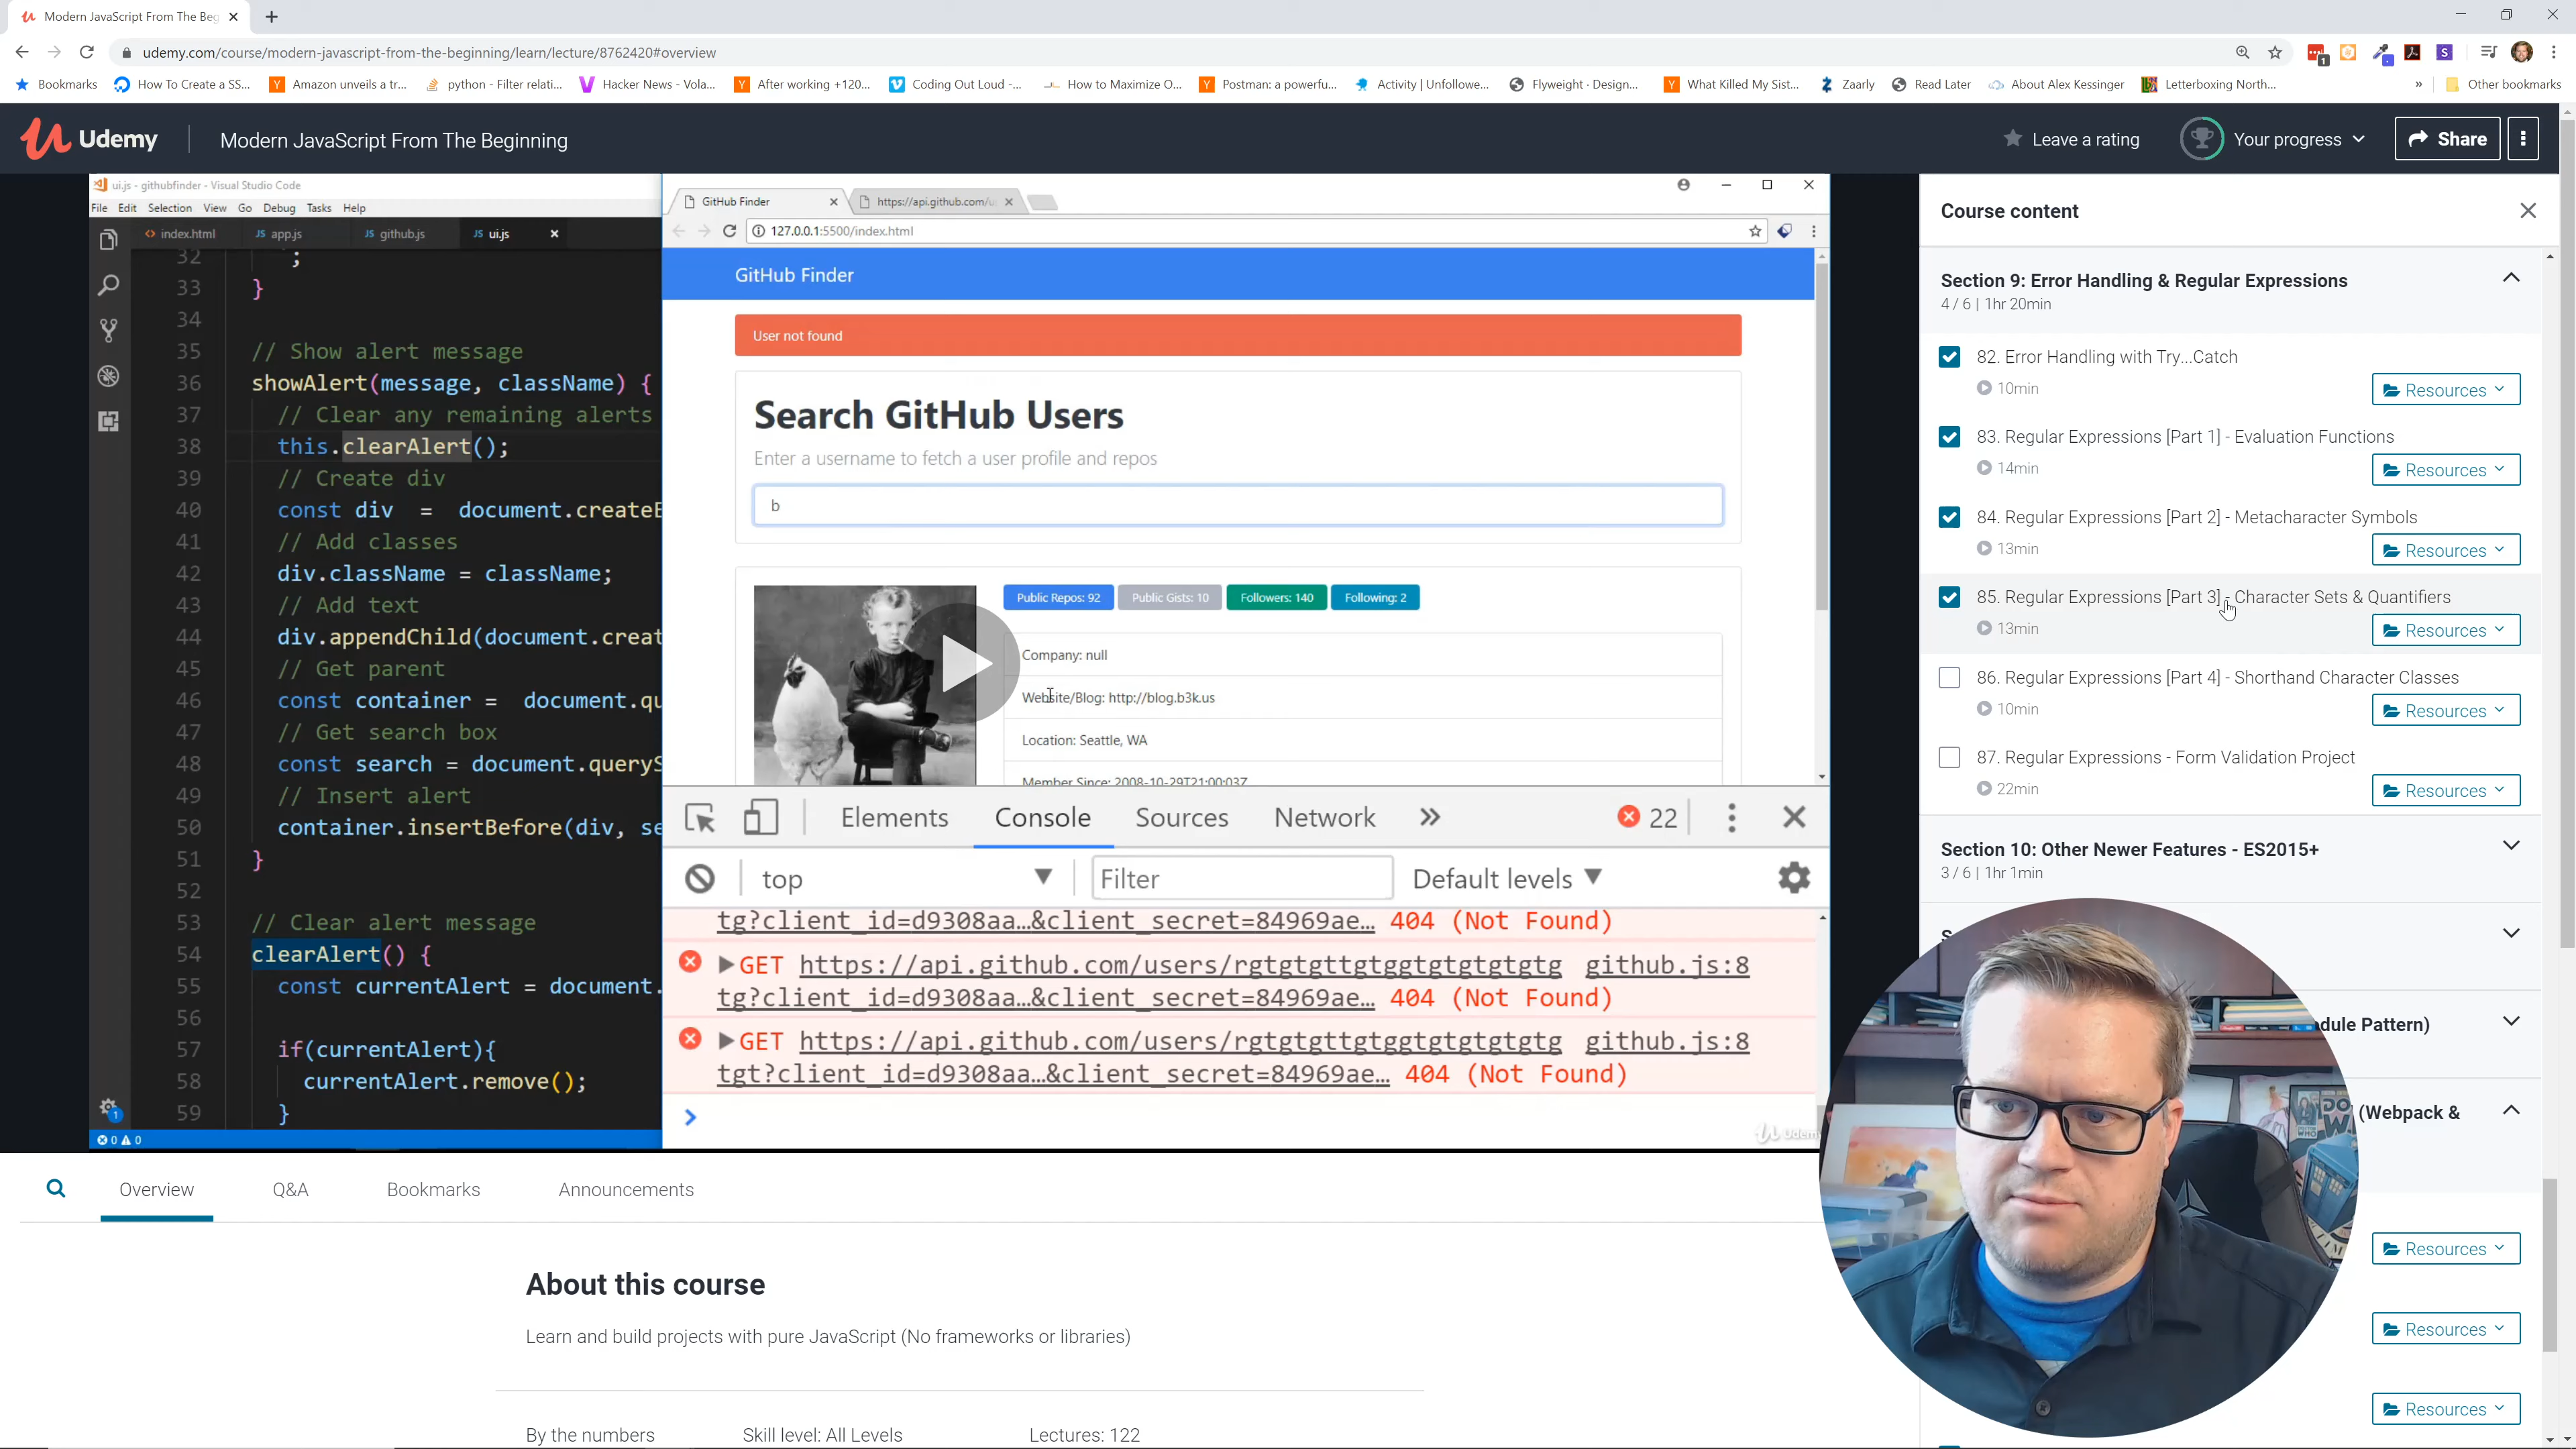 Modern JavaScript From The Beg
udemy.com/course/modern-javascript-from-the-beginning/learn/lecture/8762420#overview
Bookmarks How To Create a SS... Amazon unveils a tr... python - Filter relati... Hacker News - Vola... After working +120... Coding Out Loud -... How to Maximize O... Postman: a powerfu... Activity | Unfollowe... Flyweight · Design... What Killed My Sist... Zaarly Read Later About Alex Kessinger Letterboxing North... » Other bookmarks
Udemy Modern JavaScript From The Beginning Leave a rating Your progress Share
ui.js - githubfinder - Visual Studio Code
File Edit Selection View Go Debug Tasks Help
index.html app.js github.js ui.js
32 ;
33 }
34
35 // Show alert message
36 showAlert(message, className) {
37 // Clear any remaining alerts
38 this.clearAlert();
39 // Create div
40 const div = document.createE
41 // Add classes
42 div.className = className;
43 // Add text
44 div.appendChild(document.creat
45 // Get parent
46 const container = document.qu
47 // Get search box
48 const search = document.queryS
49 // Insert alert
50 container.insertBefore(div, se
51 }
52
53 // Clear alert message
54 clearAlert() {
55 const currentAlert = document.
56
57 if(currentAlert){
58 currentAlert.remove();
59 }
0 0
1
GitHub Finder https://api.github.com/u
127.0.0.1:5500/index.html
GitHub Finder
User not found
Search GitHub Users
Enter a username to fetch a user profile and repos
b
Public Repos: 92 Public Gists: 10 Followers: 140 Following: 2
Company: null
Website/Blog: http://blog.b3k.us
Location: Seattle, WA
Member Since: 2008-10-29T21:00:03Z
Elements Console Sources Network » 22
top Filter Default levels
tg?client_id=d9308aa…&client_secret=84969ae… 404 (Not Found)
GET https://api.github.com/users/rgtgtgttgtggtgtgtgtgtg github.js:8
tg?client_id=d9308aa…&client_secret=84969ae… 404 (Not Found)
GET https://api.github.com/users/rgtgtgttgtggtgtgtgtgtg github.js:8
tgt?client_id=d9308aa…&client_secret=84969ae… 404 (Not Found)
Udemy
Course content
Section 9: Error Handling & Regular Expressions
4 / 6 | 1hr 20min
82. Error Handling with Try...Catch
10min Resources
83. Regular Expressions [Part 1] - Evaluation Functions
14min Resources
84. Regular Expressions [Part 2] - Metacharacter Symbols
13min Resources
85. Regular Expressions [Part 3] - Character Sets & Quantifiers
13min Resources
86. Regular Expressions [Part 4] - Shorthand Character Classes
10min Resources
87. Regular Expressions - Form Validation Project
22min Resources
Section 10: Other Newer Features - ES2015+
3 / 6 | 1hr 1min
dule Pattern)
(Webpack &
Resources
Resources
Resources
Overview Q&A Bookmarks Announcements
About this course
Learn and build projects with pure JavaScript (No frameworks or libraries)
By the numbers Skill level: All Levels Lectures: 122